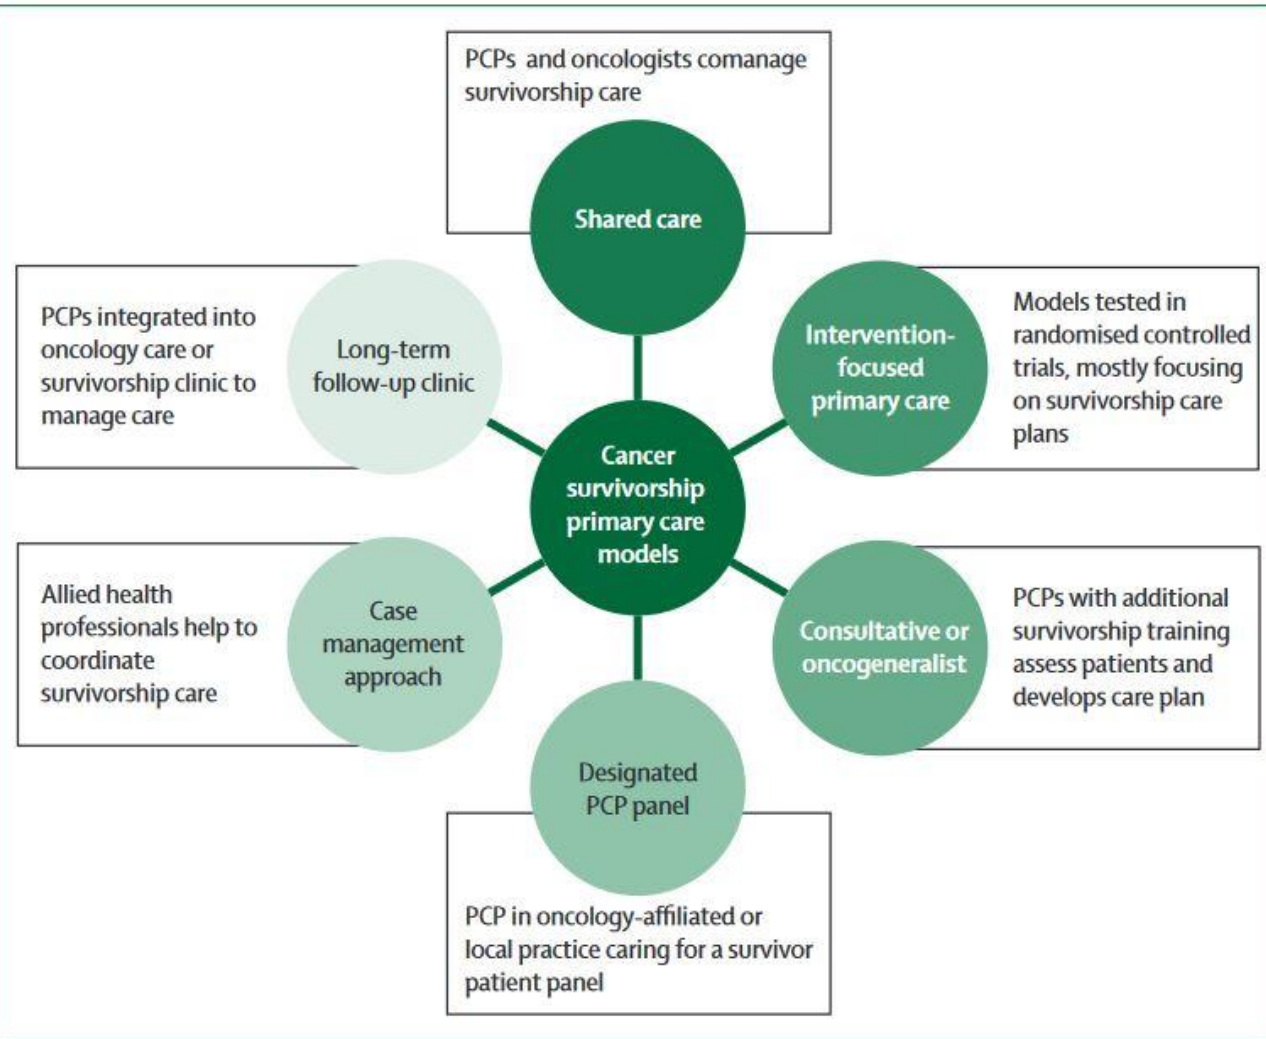 PCPs and oncologists comanage
survivorship care
Shared care
PCPs integrated into
oncology care or
survivorship clinic to
manage care
Long-term
follow-up clinic
Intervention-
focused
primary care
Models tested in
randomised controlled
trials, mostly focusing
on survivorship care
plans
Cancer
survivorship
primary care
models
Allied health
professionals help to
coordinate
survivorship care
Case
management
approach
Consultative or
oncogeneralist
PCPs with additional
survivorship training
assess patients and
develops care plan
Designated
PCP panel
PCP in oncology-affiliated or
local practice caring for a survivor
patient panel